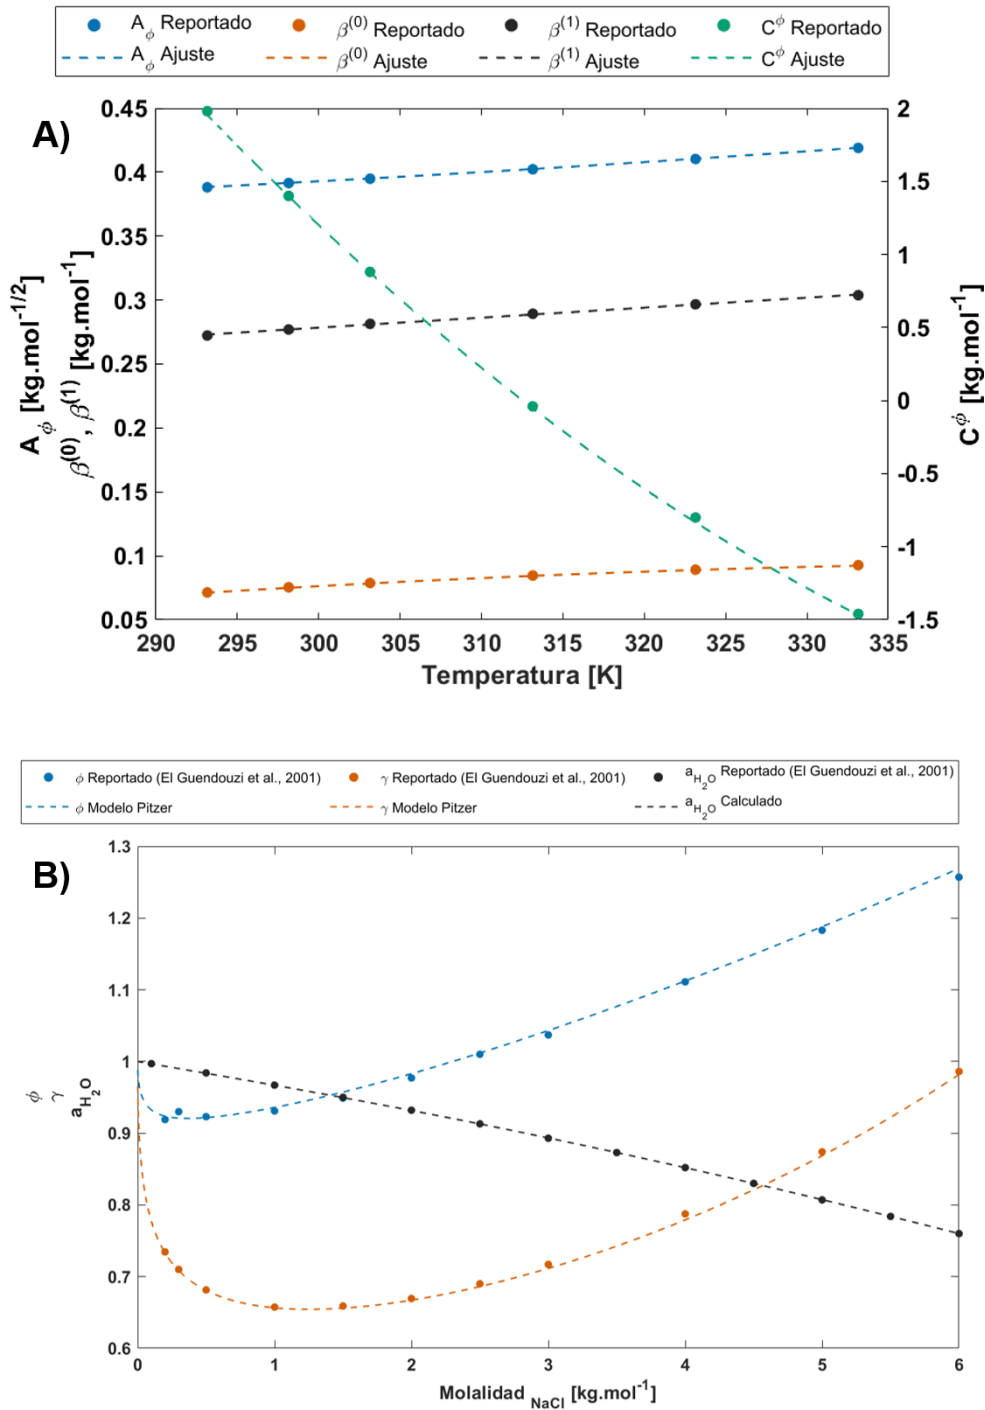 A_ϕ Reportado β^(0) Reportado β^(1) Reportado C^ϕ Reportado
A_ϕ Ajuste β^(0) Ajuste β^(1) Ajuste C^ϕ Ajuste
A)
0.45
0.4
0.35
0.3
0.25
0.2
0.15
0.1
0.05
A_ϕ [kg.mol^-1/2]
β^(0), β^(1) [kg.mol^-1]
2
1.5
1
0.5
0
-0.5
-1
-1.5
C^ϕ [kg.mol^-1]
290 295 300 305 310 315 320 325 330 335
Temperatura [K]
ϕ Reportado (El Guendouzi et al., 2001) γ Reportado (El Guendouzi et al., 2001) a_H₂O Reportado (El Guendouzi et al., 2001)
ϕ Modelo Pitzer γ Modelo Pitzer a_H₂O Calculado
B)
1.3
1.2
1.1
1
0.9
0.8
0.7
0.6
ϕ
γ
a_H₂O
0 1 2 3 4 5 6
Molalidad _NaCl [kg.mol^-1]